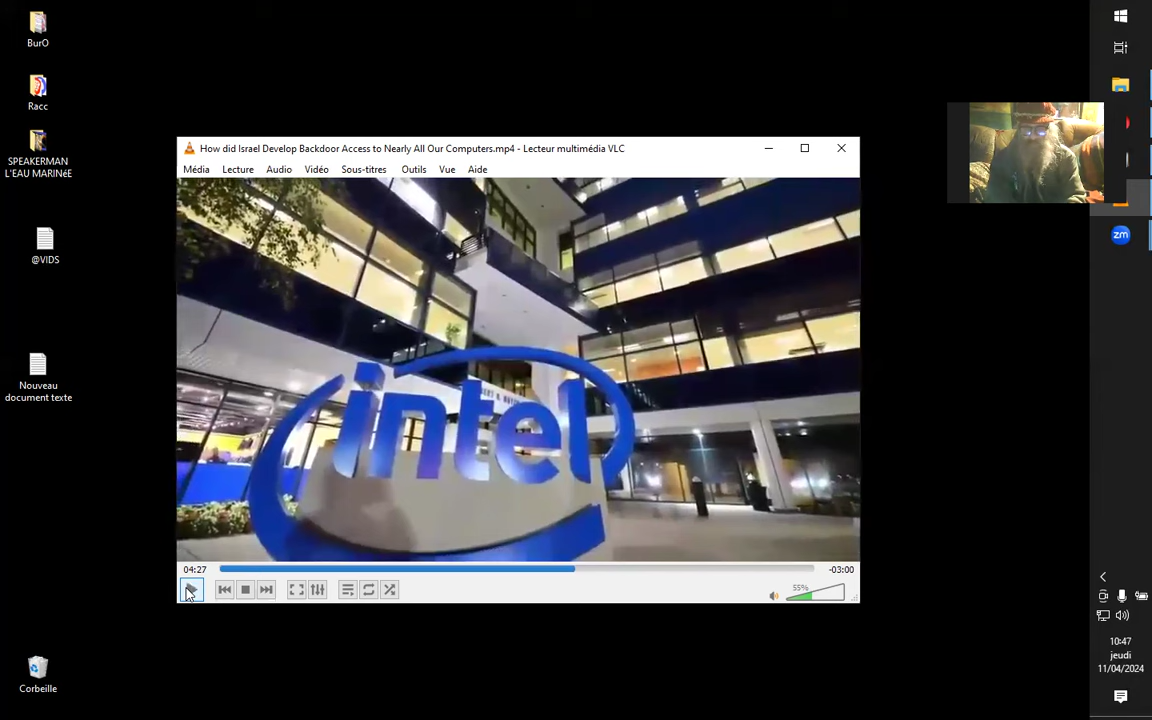 BurO
Racc
SPEAKERMAN
L'EAU MARINéE
@VIDS
Nouveau
document texte
Corbeille
How did Israel Develop Backdoor Access to Nearly All Our Computers.mp4 - Lecteur multimédia VLC
Média Lecture Audio Vidéo Sous-titres Outils Vue Aide
intel
04:27 -03:00
55%
zm
10:47
jeudi
11/04/2024